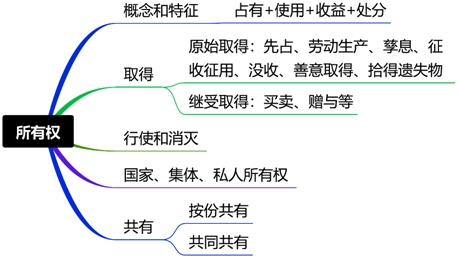 概念和特征
占有+使用+收益+处分
原始取得：先占、劳动生产、孳息、征
收征用、没收、善意取得、拾得遗失物
取得
继受取得：买卖、赠与等
所有权
行使和消灭
国家、集体、私人所有权
按份共有
共有
共同共有